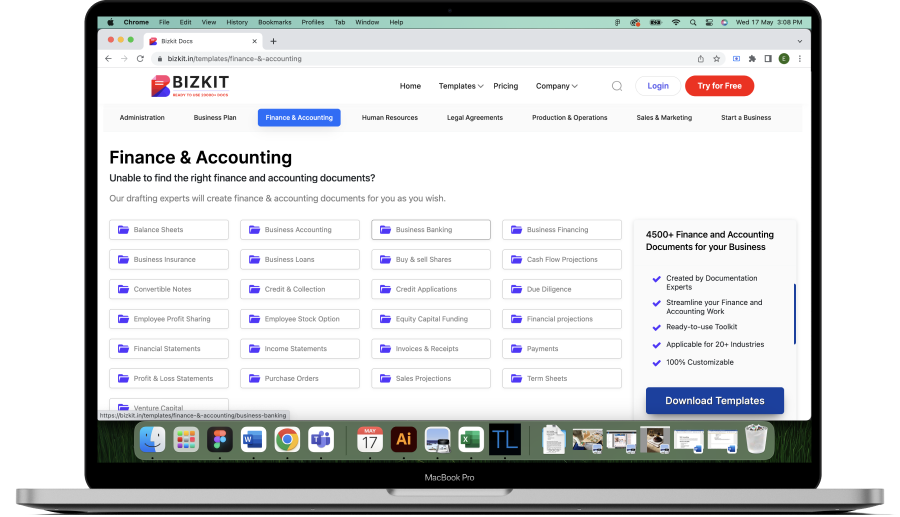 Chrome File Edit View History Bookmarks Profiles Tab Window Help Wed 17 May 3:08 PM
Bizkit Docs
bizkit.in/templates/finance-&-accounting E
BIZKIT
READY TO USE 23000+ DOCS
Home Templates Pricing Company Login Try for Free
Administration Business Plan Finance & Accounting Human Resources Legal Agreements Production & Operations Sales & Marketing Start a Business
Finance & Accounting
Unable to find the right finance and accounting documents?
Our drafting experts will create finance & accounting documents for you as you wish.
Balance Sheets Business Accounting Business Banking Business Financing
Business Insurance Business Loans Buy & sell Shares Cash Flow Projections
Convertible Notes Credit & Collection Credit Applications Due Diligence
Employee Profit Sharing Employee Stock Option Equity Capital Funding Financial projections
Financial Statements Income Statements Invoices & Receipts Payments
Profit & Loss Statements Purchase Orders Sales Projections Term Sheets
Venture Capital
4500+ Finance and Accounting
Documents for your Business
Created by Documentation
Experts
Streamline your Finance and
Accounting Work
Ready-to-use Toolkit
Applicable for 20+ Industries
100% Customizable
Download Templates
https://bizkit.in/templates/finance-&-accounting/business-banking
W T MAY
17 Ai X TL
MacBook Pro